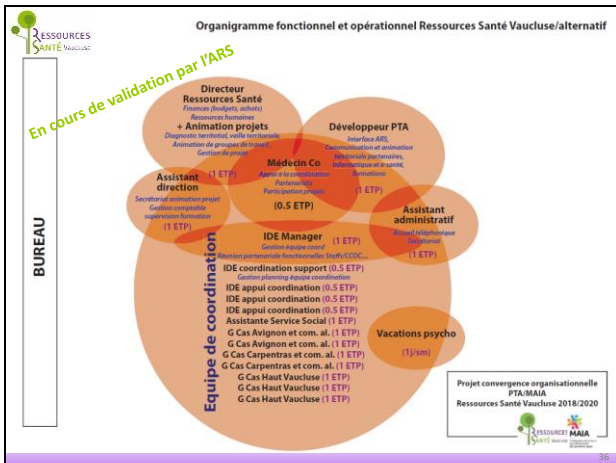 RESSOURCES
SANTÉ VAUCLUSE
Organigramme fonctionnel et opérationnel Ressources Santé Vaucluse/alternatif
En cours de validation par l'ARS
BUREAU
Directeur
Ressources Santé
Finances (budgets, achats)
Ressources humaines
+ Animation projets
Diagnostic territotial, veille territoriale,
Animation de groupes de travail,
Gestion de projet
(1 ETP)
Développeur PTA
Interface ARS,
Communication et animation
territoriale partenaires,
Informatique et e-santé,
formations
(1 ETP)
Médecin Co
Appui à la coordination
Partenariats
Participation projets
(0.5 ETP)
Assistant
direction
Secrétariat animation projet
Gestion comptable
supervision formation
(1 ETP)
Assistant
administratif
Accueil téléphonique
Secrétariat
(1 ETP)
Equipe de coordination
IDE Manager (1 ETP)
Gestion équipe coord
Réunion partenariale fonctionnelles Staffs/CCOC...
IDE coordination support (0.5 ETP)
Gestion planning équipe coordination
IDE appui coordination (0.5 ETP)
IDE appui coordination (0.5 ETP)
IDE appui coordination (0.5 ETP)
Assistante Service Social (1 ETP)
G Cas Avignon et com. al. (1 ETP)
G Cas Avignon et com. al. (1 ETP)
G Cas Carpentras et com. al. (1 ETP)
G Cas Carpentras et com. al. (1 ETP)
G Cas Haut Vaucluse (1 ETP)
G Cas Haut Vaucluse (1 ETP)
G Cas Haut Vaucluse (1 ETP)
Vacations psycho
(1j/sm)
Projet convergence organisationnelle
PTA/MAIA
Ressources Santé Vaucluse 2018/2020
RESSOURCES
SANTÉ VAUCLUSE
MAIA
36